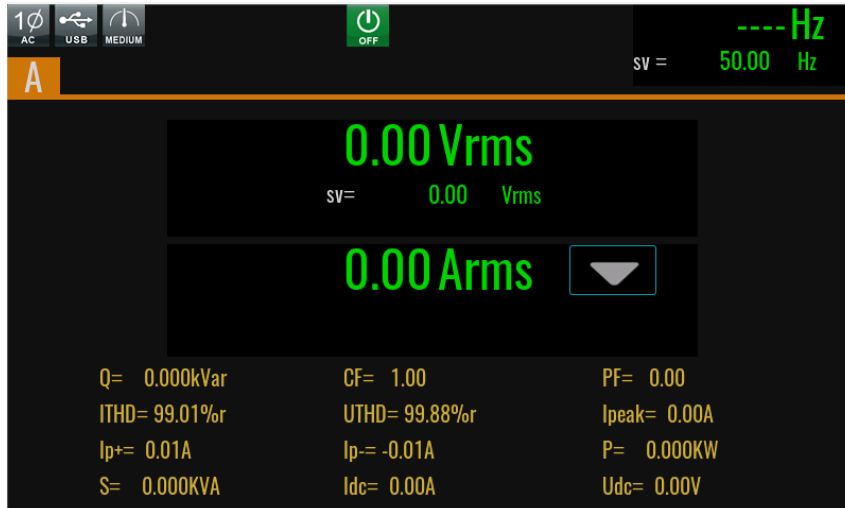 1Ø AC USB MEDIUM OFF ----Hz
sv = 50.00 Hz
A
0.00 Vrms
sv= 0.00 Vrms
0.00 Arms
Q= 0.000kVar CF= 1.00 PF= 0.00
ITHD= 99.01%r UTHD= 99.88%r Ipeak= 0.00A
Ip+= 0.01A Ip-= -0.01A P= 0.000KW
S= 0.000KVA Idc= 0.00A Udc= 0.00V